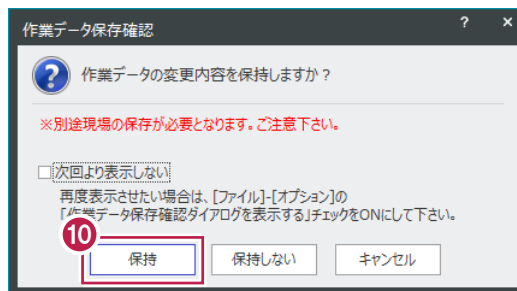 作業データ保存確認
? ×
?
作業データの変更内容を保持しますか？
※別途現場の保存が必要となります。ご注意下さい。
次回より表示しない
再度表示させたい場合は、[ファイル]-[オプション]の
「作業データ保存確認ダイアログを表示する」チェックをONにして下さい。
10
保持 保持しない キャンセル